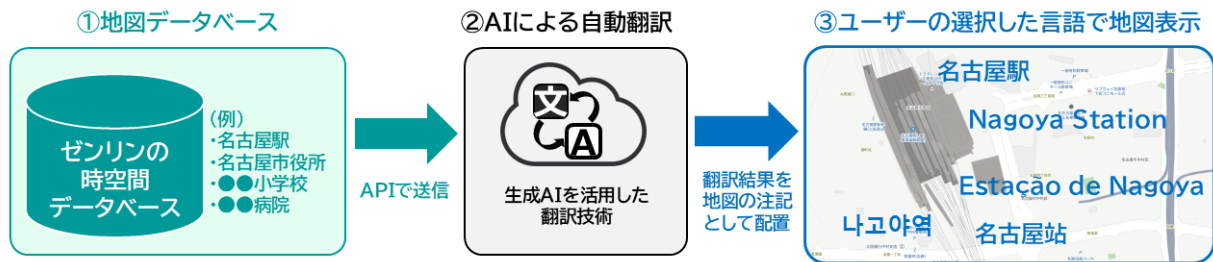 ①地図データベース
ゼンリンの
時空間
データベース
(例)
・名古屋駅
・名古屋市役所
・●●小学校
・●●病院
APIで送信
②AIによる自動翻訳
文
A
生成AIを活用した
翻訳技術
翻訳結果を
地図の注記
として配置
③ユーザーの選択した言語で地図表示
名古屋駅
Nagoya Station
Estação de Nagoya
나고야역
名古屋站